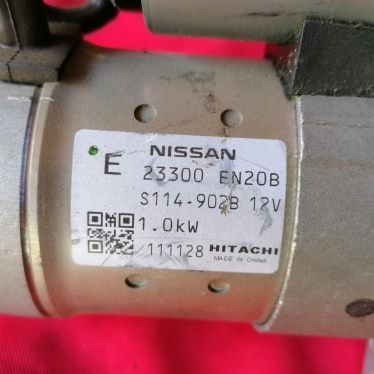 NISSAN
E 23300 EN20B
S114-902B 12V
1.0kW
111128 HITACHI
MADE IN CHINA